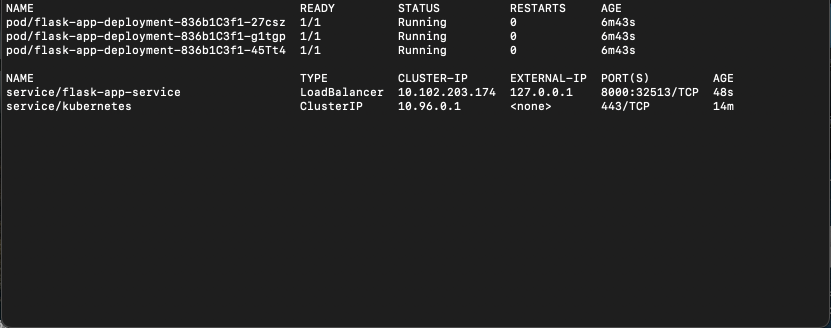 NAME READY STATUS RESTARTS AGE
pod/flask-app-deployment-836b1C3f1-27csz 1/1 Running 0 6m43s
pod/flask-app-deployment-836b1C3f1-g1tgp 1/1 Running 0 6m43s
pod/flask-app-deployment-836b1C3f1-45Tt4 1/1 Running 0 6m43s
NAME TYPE CLUSTER-IP EXTERNAL-IP PORT(S) AGE
service/flask-app-service LoadBalancer 10.102.203.174 127.0.0.1 8000:32513/TCP 48s
service/kubernetes ClusterIP 10.96.0.1 <none> 443/TCP 14m